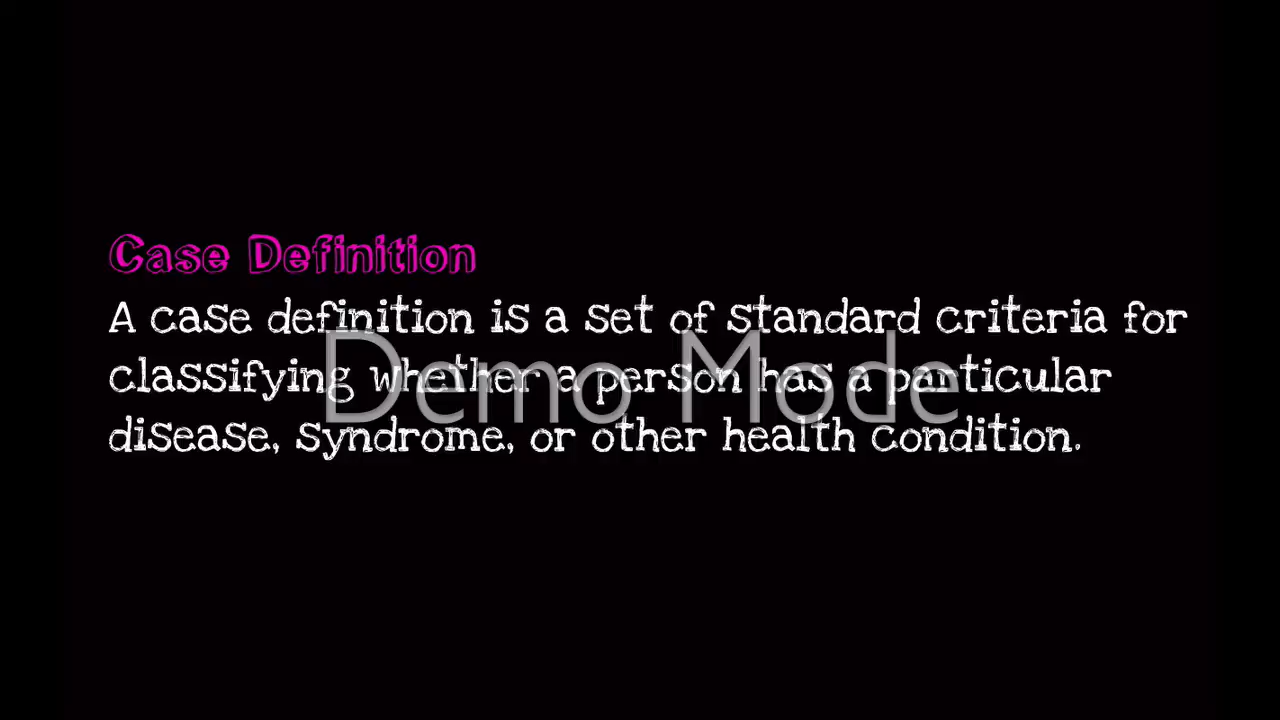 Case Definition
A case definition is a set of standard criteria for
classifying whether a person has a particular
Demo Mode
disease, syndrome, or other health condition.